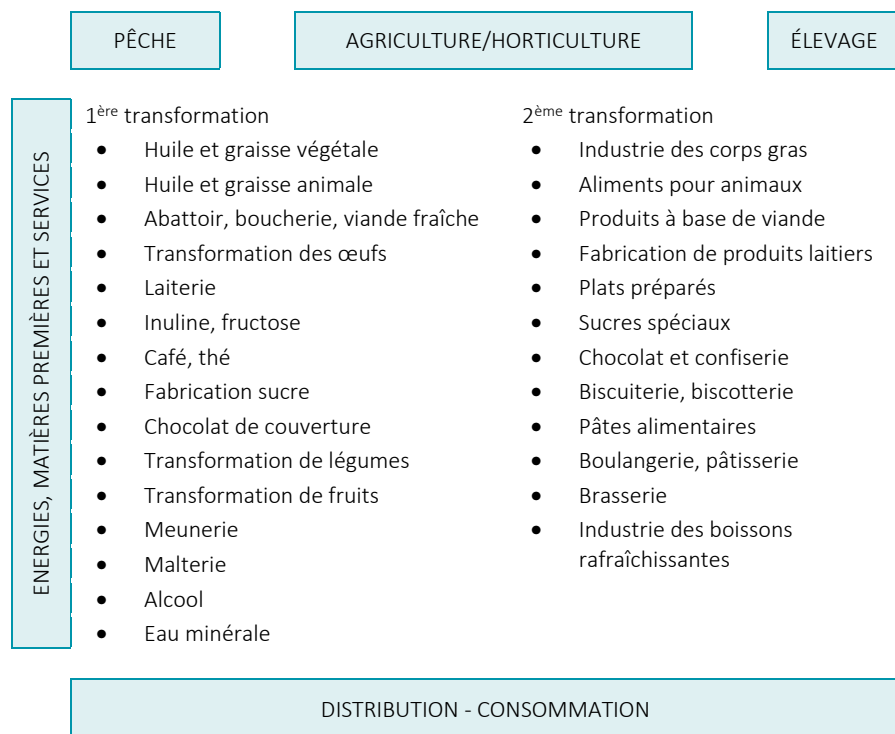 PÊCHE
AGRICULTURE/HORTICULTURE
ÉLEVAGE
ENERGIES, MATIÈRES PREMIÈRES ET SERVICES
1ère transformation
• Huile et graisse végétale
• Huile et graisse animale
• Abattoir, boucherie, viande fraîche
• Transformation des œufs
• Laiterie
• Inuline, fructose
• Café, thé
• Fabrication sucre
• Chocolat de couverture
• Transformation de légumes
• Transformation de fruits
• Meunerie
• Malterie
• Alcool
• Eau minérale
2ème transformation
• Industrie des corps gras
• Aliments pour animaux
• Produits à base de viande
• Fabrication de produits laitiers
• Plats préparés
• Sucres spéciaux
• Chocolat et confiserie
• Biscuiterie, biscotterie
• Pâtes alimentaires
• Boulangerie, pâtisserie
• Brasserie
• Industrie des boissons
rafraîchissantes
DISTRIBUTION - CONSOMMATION